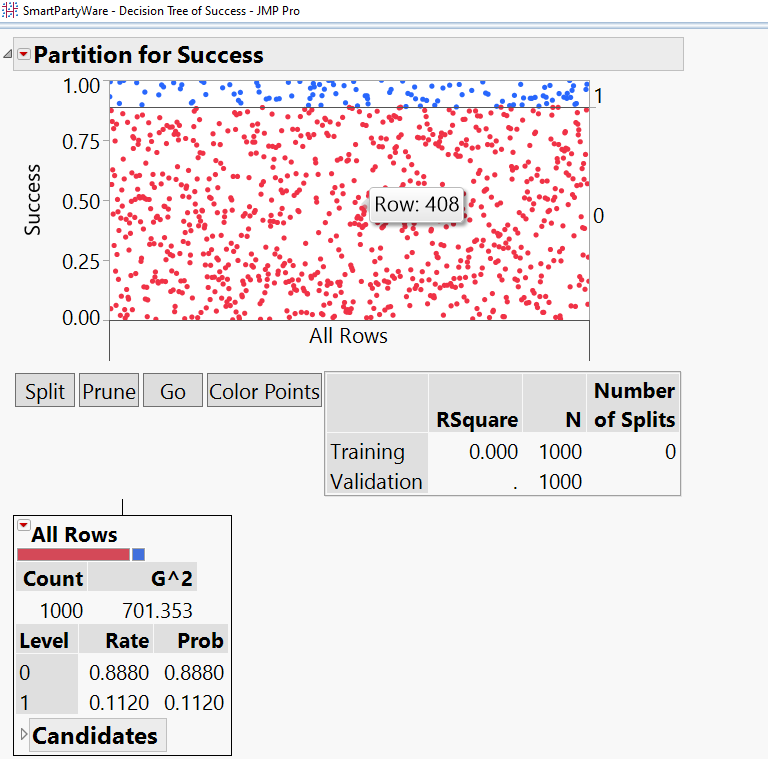 SmartPartyWare - Decision Tree of Success - JMP Pro
Partition for Success
1.00
0.75
0.50
0.25
0.00
Success
1
0
Row: 408
All Rows
Split Prune Go Color Points
Number
RSquare N of Splits
Training 0.000 1000 0
Validation . 1000
All Rows
Count G^2
1000 701.353
Level Rate Prob
0 0.8880 0.8880
1 0.1120 0.1120
Candidates